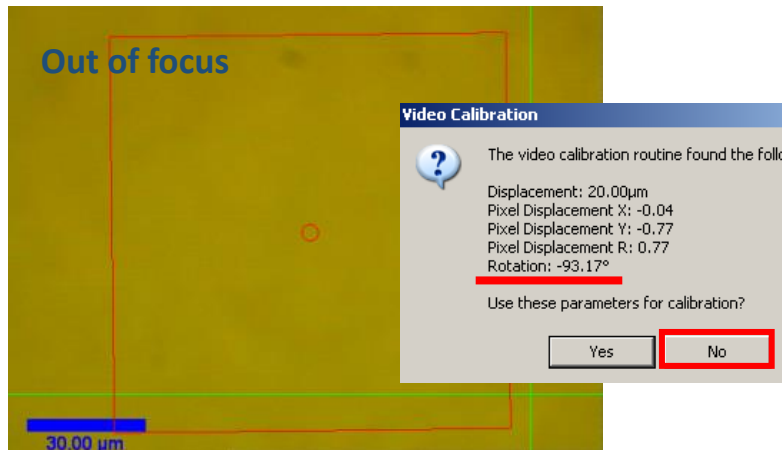 Out of focus
Video Calibration
The video calibration routine found the
Displacement: 20.00µm
Pixel Displacement X: -0.04
Pixel Displacement Y: -0.77
Pixel Displacement R: 0.77
Rotation: -93.17°
Use these parameters for calibration?
Yes
No
30.00 µm